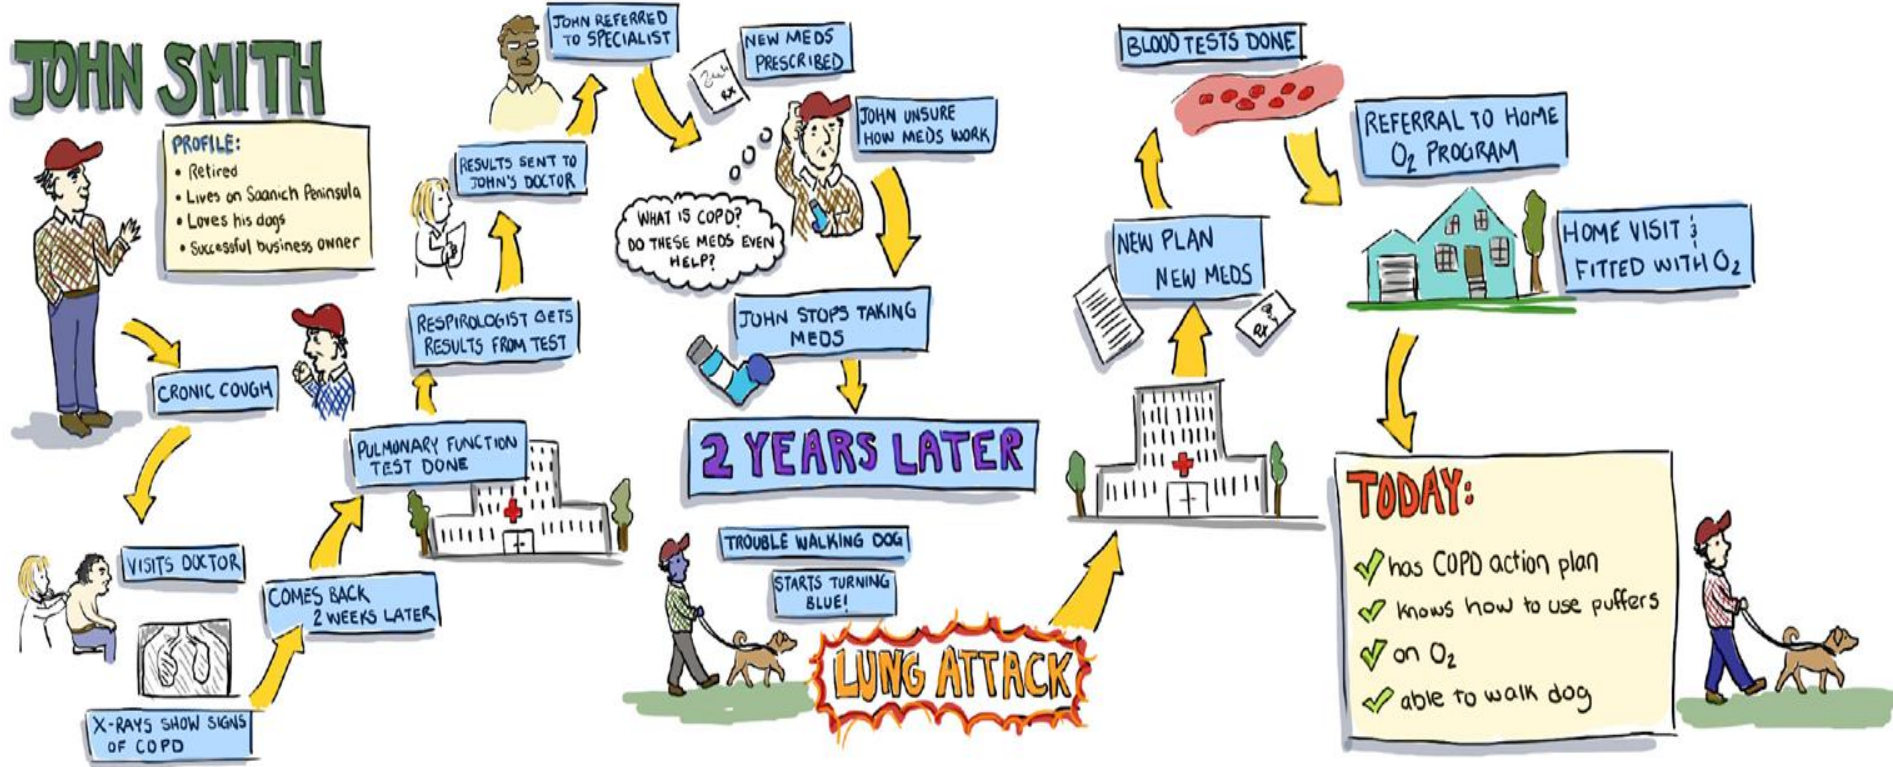 JOHN SMITH
PROFILE:
• Retired
• Lives on Saanich Peninsula
• Loves his dogs
• Successful business owner
CRONIC COUGH
VISITS DOCTOR
X-RAYS SHOW SIGNS
OF COPD
COMES BACK
2 WEEKS LATER
PULMONARY FUNCTION
TEST DONE
RESPIROLOGIST GETS
RESULTS FROM TEST
RESULTS SENT TO
JOHN'S DOCTOR
JOHN REFERRED
TO SPECIALIST
NEW MEDS
PRESCRIBED
RX
JOHN UNSURE
HOW MEDS WORK
WHAT IS COPD?
DO THESE MEDS EVEN
HELP?
JOHN STOPS TAKING
MEDS
2 YEARS LATER
TROUBLE WALKING DOG
STARTS TURNING
BLUE!
LUNG ATTACK
NEW PLAN
NEW MEDS
RX
BLOOD TESTS DONE
REFERRAL TO HOME
O₂ PROGRAM
HOME VISIT &
FITTED WITH O₂
TODAY:
✓ has COPD action plan
✓ knows how to use puffers
✓ on O₂
✓ able to walk dog